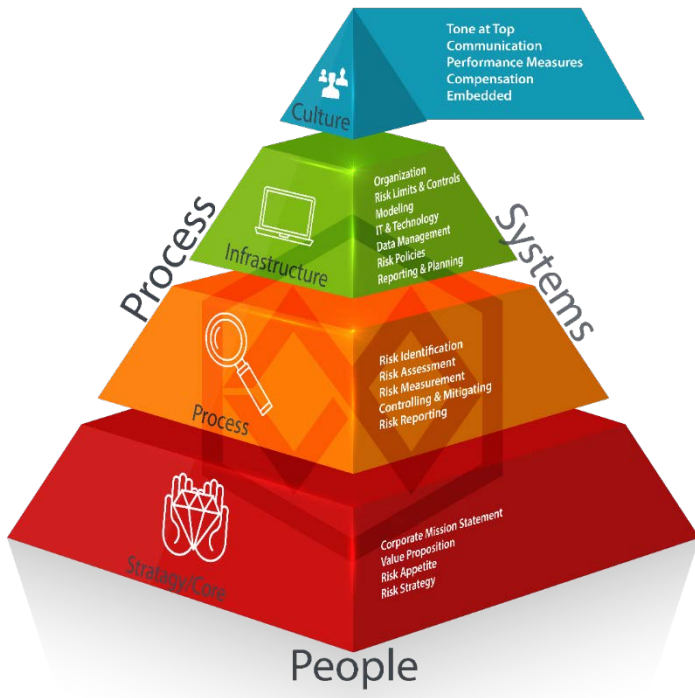 Tone at Top
Communication
Performance Measures
Compensation
Embedded
Culture
Process
Systems
Organization
Risk Limits & Controls
Modeling
IT & Technology
Data Management
Risk Policies
Reporting & Planning
Infrastructure
Risk Identification
Risk Assessment
Risk Measurement
Controlling & Mitigating
Risk Reporting
Process
Corporate Mission Statement
Value Proposition
Risk Appetite
Risk Strategy
Stratagy/Core
People